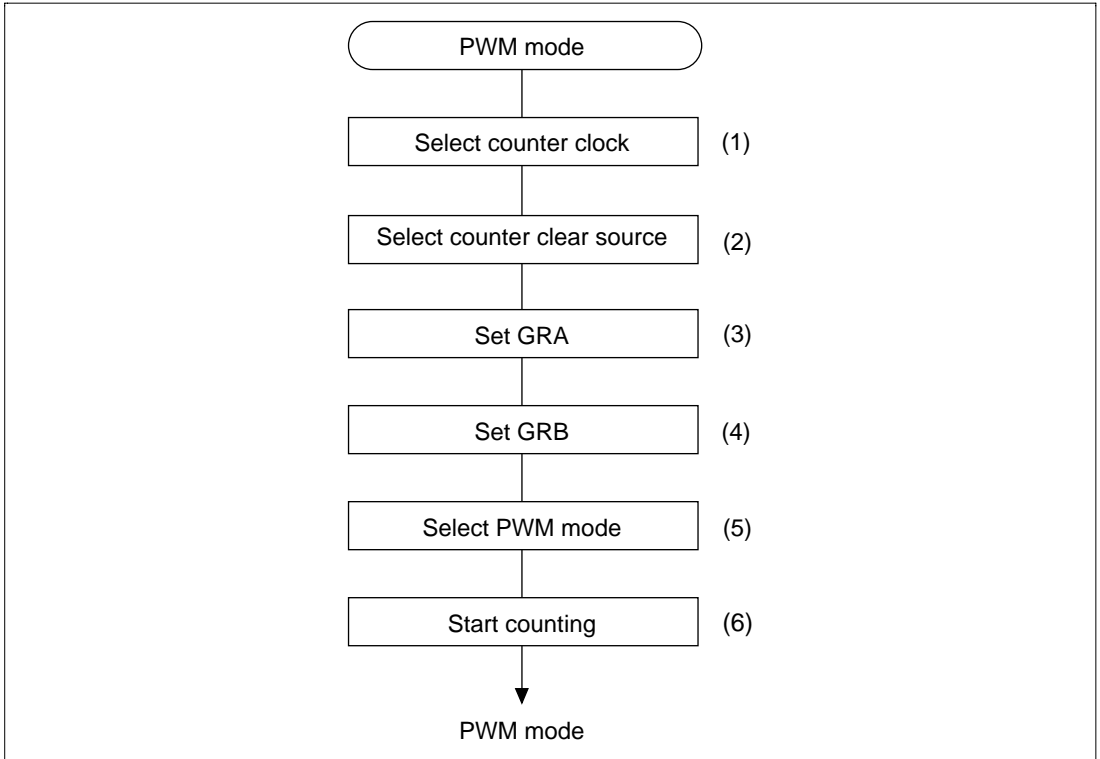 PWM mode
Select counter clock (1)
Select counter clear source (2)
Set GRA (3)
Set GRB (4)
Select PWM mode (5)
Start counting (6)
PWM mode